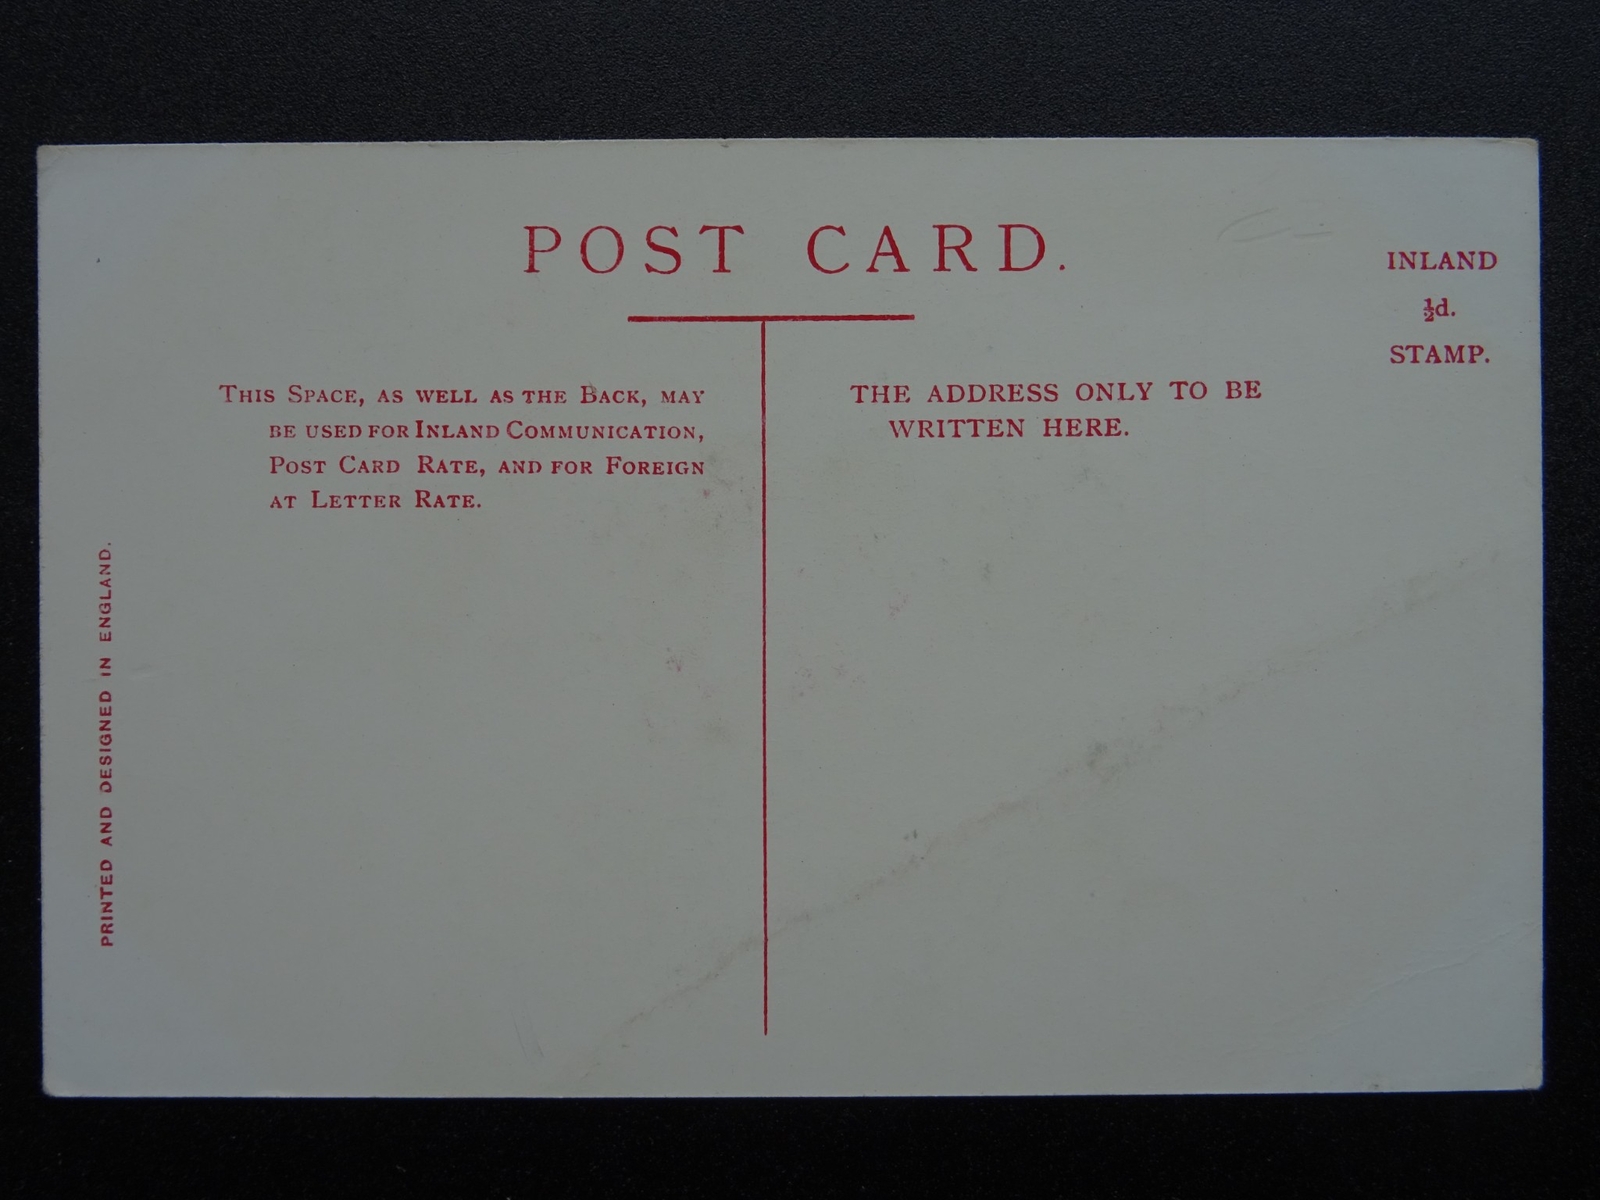 POST CARD.
INLAND
½d.
STAMP.
THIS SPACE, AS WELL AS THE BACK, MAY
BE USED FOR INLAND COMMUNICATION,
POST CARD RATE, AND FOR FOREIGN
AT LETTER RATE.
THE ADDRESS ONLY TO BE
WRITTEN HERE.
PRINTED AND DESIGNED IN ENGLAND.